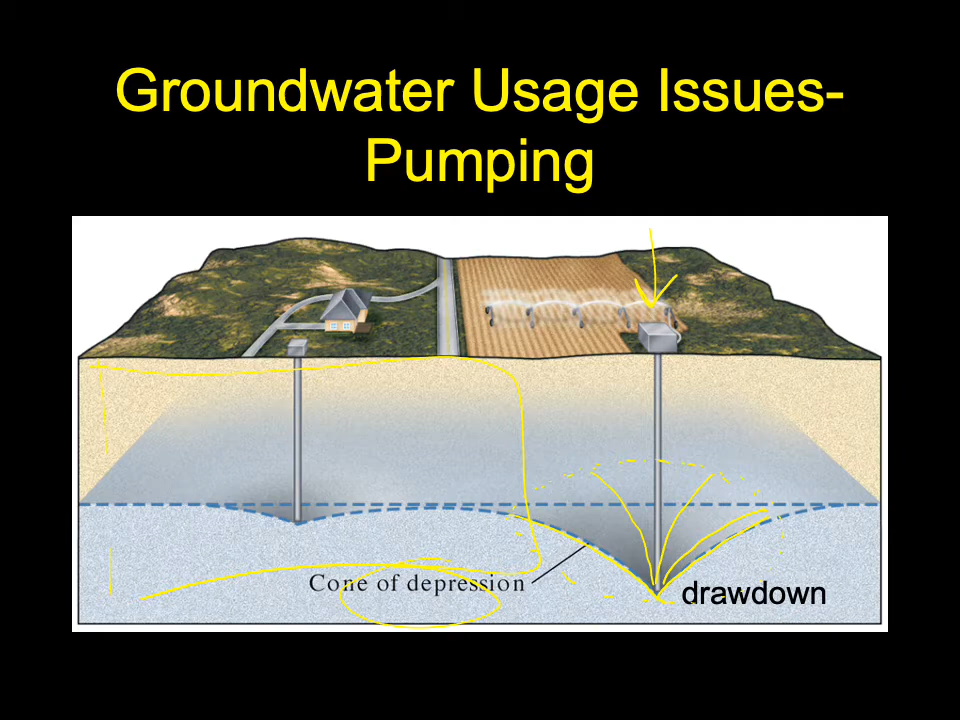 Groundwater Usage Issues-
Pumping
Cone of depression
drawdown